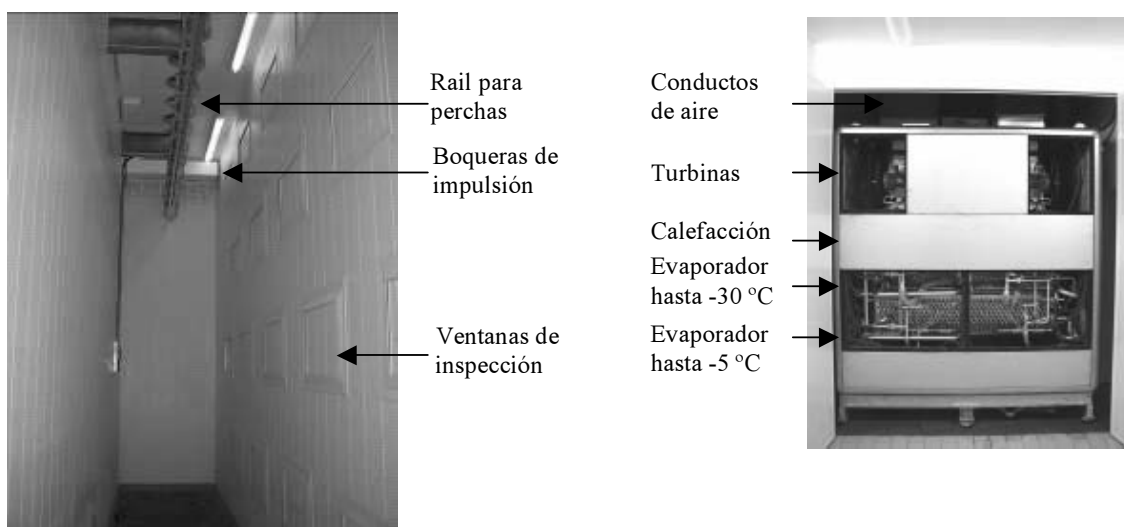 Rail para
perchas
Boqueras de
impulsión
Ventanas de
inspección
Conductos
de aire
Turbinas
Calefacción
Evaporador
hasta -30 ºC
Evaporador
hasta -5 ºC